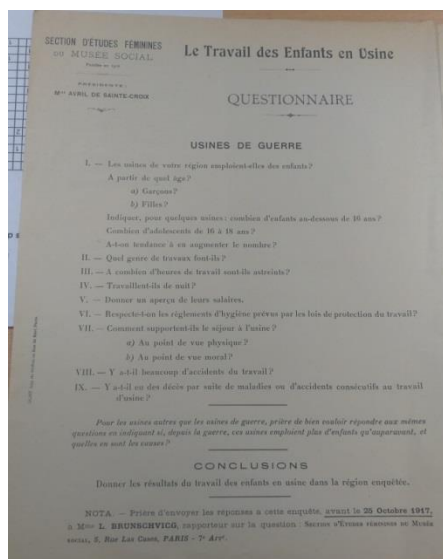 SECTION D'ÉTUDES FÉMININES
DU MUSÉE SOCIAL
PRÉSIDENTE:
Mme AVRIL DE SAINTE-CROIX
Le Travail des Enfants en Usine
QUESTIONNAIRE
USINES DE GUERRE
I. — Les usines de votre région emploient-elles des enfants?
A partir de quel âge?
a) Garçons?
b) Filles?
Indiquer, pour quelques usines: combien d'enfants au-dessous de 16 ans?
Combien d'adolescents de 16 à 18 ans?
A-t-on tendance à en augmenter le nombre?
II. — Quel genre de travaux font-ils?
III. — A combien d'heures de travail sont-ils astreints?
IV. — Travaillent-ils de nuit?
V. — Donner un aperçu de leurs salaires.
VI. — Respecte-t-on les règlements d'hygiène prévus par les lois de protection du travail?
VII. — Comment supportent-ils le séjour à l'usine?
a) Au point de vue physique?
b) Au point de vue moral?
VIII. — Y a-t-il beaucoup d'accidents du travail?
IX. — Y a-t-il eu des décès par suite de maladies ou d'accidents consécutifs au travail
d'usine?
Pour les usines autres que les usines de guerre, prière de bien vouloir répondre aux mêmes
questions en indiquant si, depuis la guerre, ces usines emploient plus d'enfants qu'auparavant, et
quelles en sont les causes?
CONCLUSIONS
Donner les résultats du travail des enfants en usine dans la région enquêtée.
NOTA. — Prière d'envoyer les réponses à cette enquête, avant le 25 Octobre 1917,
à Mme L. BRUNSCHVICG, rapporteur sur la question: SECTION D'ÉTUDES FÉMININES DU MUSÉE
SOCIAL, 5, Rue Las Cases, PARIS - 7e Arrt.